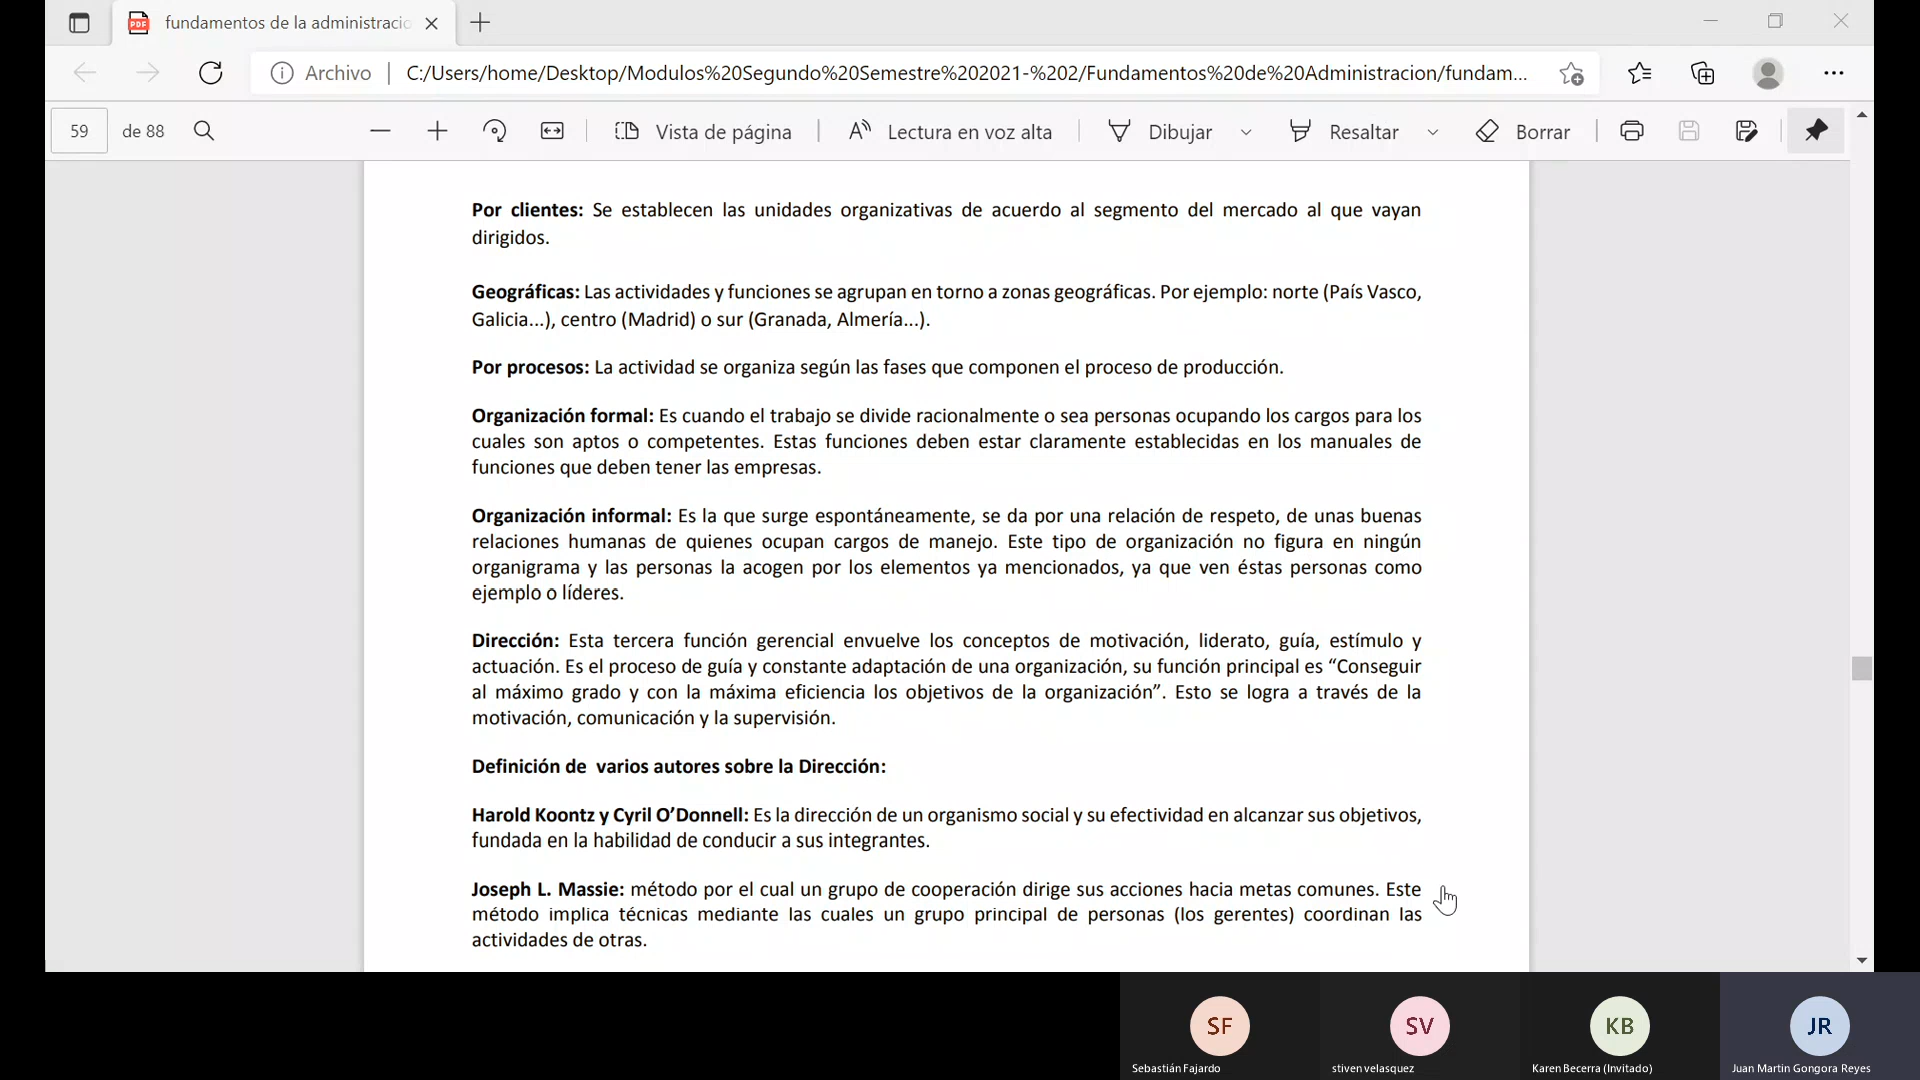 fundamentos de la administracio
Archivo | C:/Users/home/Desktop/Modulos%20Segundo%20Semestre%202021-%202/Fundamentos%20de%20Administracion/fundam...
59 de 88 Vista de página Lectura en voz alta Dibujar Resaltar Borrar
Por clientes: Se establecen las unidades organizativas de acuerdo al segmento del mercado al que vayan
dirigidos.
Geográficas: Las actividades y funciones se agrupan en torno a zonas geográficas. Por ejemplo: norte (País Vasco,
Galicia...), centro (Madrid) o sur (Granada, Almería...).
Por procesos: La actividad se organiza según las fases que componen el proceso de producción.
Organización formal: Es cuando el trabajo se divide racionalmente o sea personas ocupando los cargos para los
cuales son aptos o competentes. Estas funciones deben estar claramente establecidas en los manuales de
funciones que deben tener las empresas.
Organización informal: Es la que surge espontáneamente, se da por una relación de respeto, de unas buenas
relaciones humanas de quienes ocupan cargos de manejo. Este tipo de organización no figura en ningún
organigrama y las personas la acogen por los elementos ya mencionados, ya que ven éstas personas como
ejemplo o líderes.
Dirección: Esta tercera función gerencial envuelve los conceptos de motivación, liderato, guía, estímulo y
actuación. Es el proceso de guía y constante adaptación de una organización, su función principal es “Conseguir
al máximo grado y con la máxima eficiencia los objetivos de la organización”. Esto se logra a través de la
motivación, comunicación y la supervisión.
Definición de varios autores sobre la Dirección:
Harold Koontz y Cyril O’Donnell: Es la dirección de un organismo social y su efectividad en alcanzar sus objetivos,
fundada en la habilidad de conducir a sus integrantes.
Joseph L. Massie: método por el cual un grupo de cooperación dirige sus acciones hacia metas comunes. Este
método implica técnicas mediante las cuales un grupo principal de personas (los gerentes) coordinan las
actividades de otras.
SF SV KB JR
Sebastián Fajardo stiven velasquez Karen Becerra (Invitado) Juan Martin Gongora Reyes